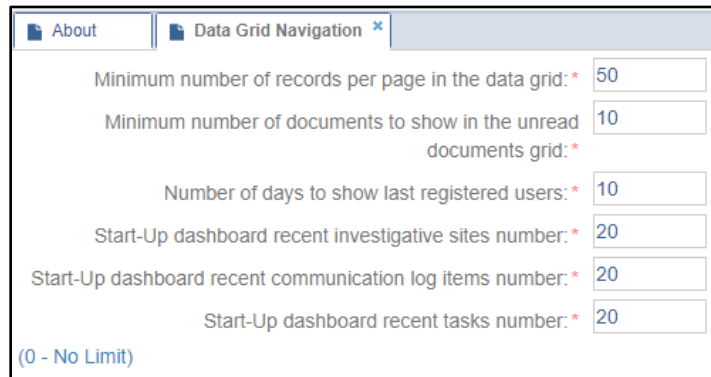 About
Data Grid Navigation ×
Minimum number of records per page in the data grid:* 50
Minimum number of documents to show in the unread 10
documents grid:*
Number of days to show last registered users:* 10
Start-Up dashboard recent investigative sites number:* 20
Start-Up dashboard recent communication log items number:* 20
Start-Up dashboard recent tasks number:* 20
(0 - No Limit)